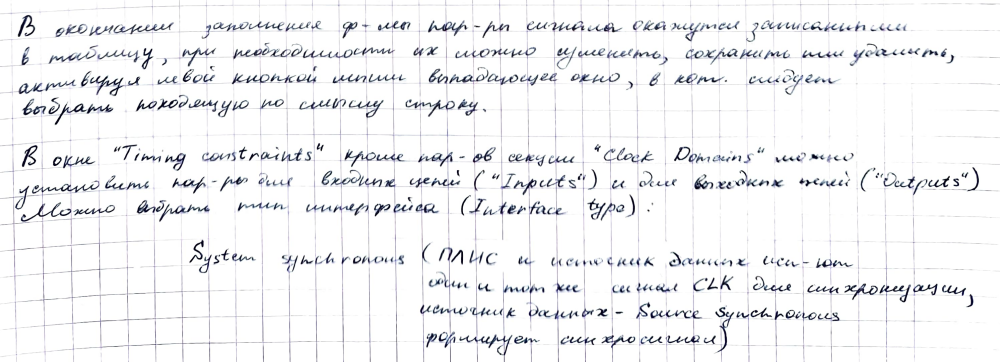 В окончании заполнения ф-мы пар-ры сигнала окажутся записанными
в таблицу, при необходимости их можно изменить, сохранить или удалить,
активируя левой кнопкой мыши выпадающее окно, в кот. следует
выбрать походящую по смыслу строку.
В окне "Timing constraints" кроме пар-ов секции "Clock Domains" можно
установить пар-ры для входных цепей ("Inputs") и для выходных цепей ("Outputs")
Можно выбрать тип интерфейса (Interface type):
System synchronous (ПЛИС и источник данных исп-ют
один и тот же сигнал CLK для синхронизации,
источник данных - Source Synchronous
формирует синхросигнал)